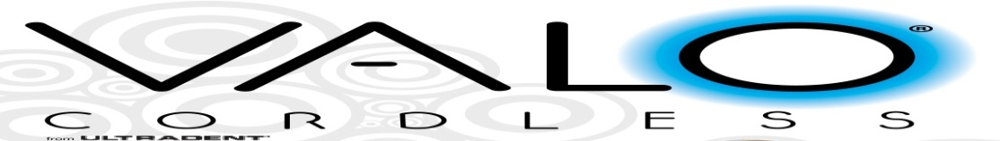 VALO®
CORDLESS
from ULTRADENT